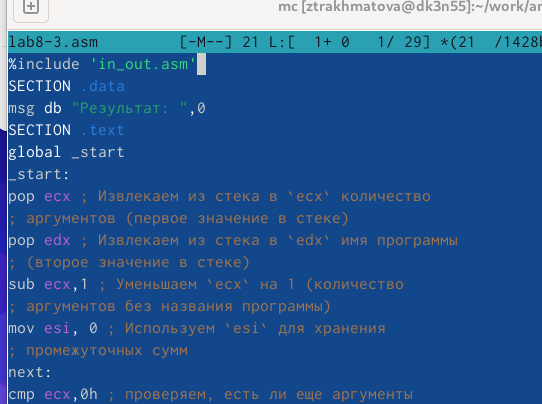 mc [ztrakhmatova@dk3n55]:~/work/ar
lab8-3.asm [-M--] 21 L:[ 1+ 0 1/ 29] *(21 /1428b
%include 'in_out.asm'
SECTION .data
msg db "Результат: ",0
SECTION .text
global _start
_start:
pop ecx ; Извлекаем из стека в `ecx` количество
; аргументов (первое значение в стеке)
pop edx ; Извлекаем из стека в `edx` имя программы
; (второе значение в стеке)
sub ecx,1 ; Уменьшаем `ecx` на 1 (количество
; аргументов без названия программы)
mov esi, 0 ; Используем `esi` для хранения
; промежуточных сумм
next:
cmp ecx,0h ; проверяем, есть ли еще аргументы